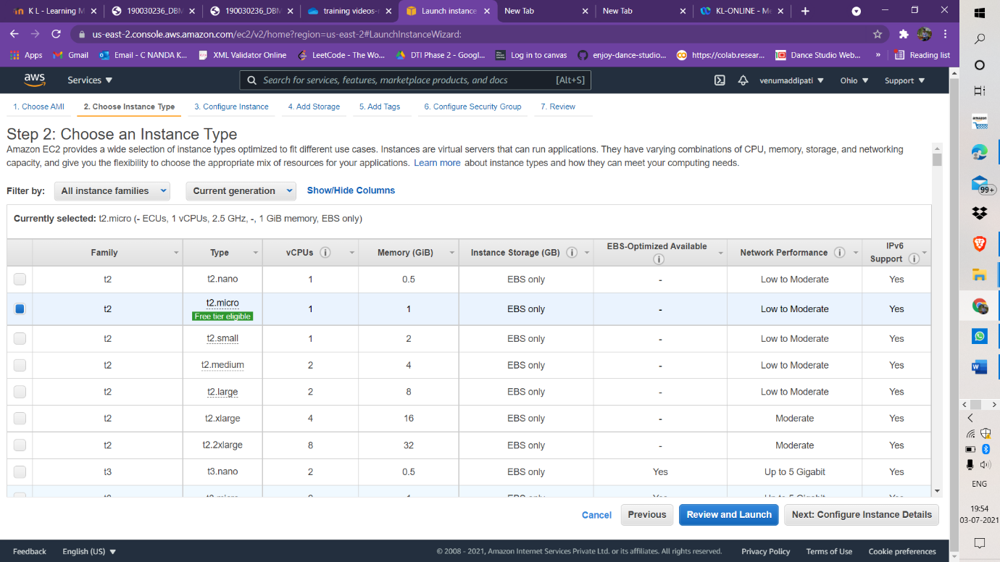 K L - Learning M
190030236_DBM
190030236_DBM
training videos-
Launch instance
New Tab
New Tab
KL-ONLINE - Me
us-east-2.console.aws.amazon.com/ec2/v2/home?region=us-east-2#LaunchInstanceWizard:
Apps Gmail Email - C NANDA K... XML Validator Online LeetCode - The Wo... DTI Phase 2 - Googl... Log in to canvas enjoy-dance-studio... https://colab.resear... Dance Studio Web... » Reading list
aws Services Search for services, features, marketplace products, and docs [Alt+S] venumaddipati Ohio Support
1. Choose AMI 2. Choose Instance Type 3. Configure Instance 4. Add Storage 5. Add Tags 6. Configure Security Group 7. Review
Step 2: Choose an Instance Type
Amazon EC2 provides a wide selection of instance types optimized to fit different use cases. Instances are virtual servers that can run applications. They have varying combinations of CPU, memory, storage, and networking
capacity, and give you the flexibility to choose the appropriate mix of resources for your applications. Learn more about instance types and how they can meet your computing needs.
Filter by: All instance families Current generation Show/Hide Columns
Currently selected: t2.micro (- ECUs, 1 vCPUs, 2.5 GHz, -, 1 GiB memory, EBS only)
Family Type vCPUs Memory (GiB) Instance Storage (GB) EBS-Optimized Available Network Performance IPv6 Support
t2 t2.nano 1 0.5 EBS only - Low to Moderate Yes
t2 t2.micro 1 1 EBS only - Low to Moderate Yes
Free tier eligible
t2 t2.small 1 2 EBS only - Low to Moderate Yes
t2 t2.medium 2 4 EBS only - Low to Moderate Yes
t2 t2.large 2 8 EBS only - Low to Moderate Yes
t2 t2.xlarge 4 16 EBS only - Moderate Yes
t2 t2.2xlarge 8 32 EBS only - Moderate Yes
t3 t3.nano 2 0.5 EBS only Yes Up to 5 Gigabit Yes
Cancel Previous Review and Launch Next: Configure Instance Details
Feedback English (US) © 2008 - 2021, Amazon Internet Services Private Ltd. or its affiliates. All rights reserved. Privacy Policy Terms of Use Cookie preferences
amazon
99+
ENG
19:54
03-07-2021